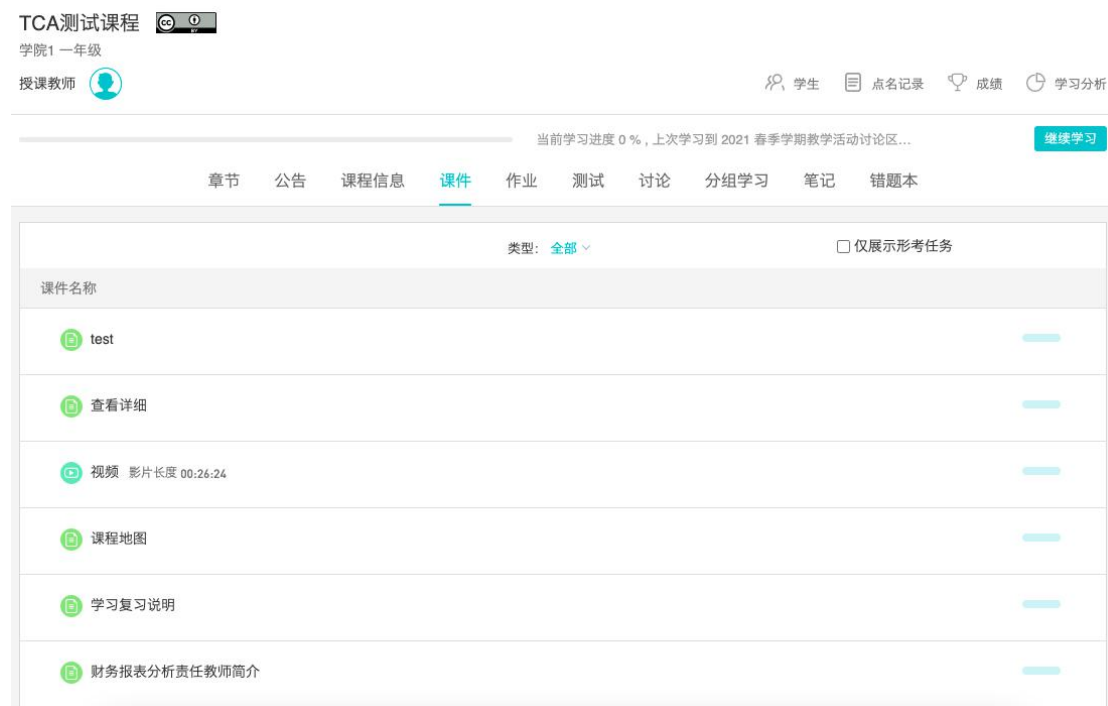 TCA测试课程 cc BY
学院1 一年级
授课教师
学生 点名记录 成绩 学习分析
当前学习进度 0 % , 上次学习到 2021 春季学期教学活动讨论区... 继续学习
章节 公告 课程信息 课件 作业 测试 讨论 分组学习 笔记 错题本
类型: 全部 仅展示形考任务
课件名称
test
查看详细
视频 影片长度 00:26:24
课程地图
学习复习说明
财务报表分析责任教师简介